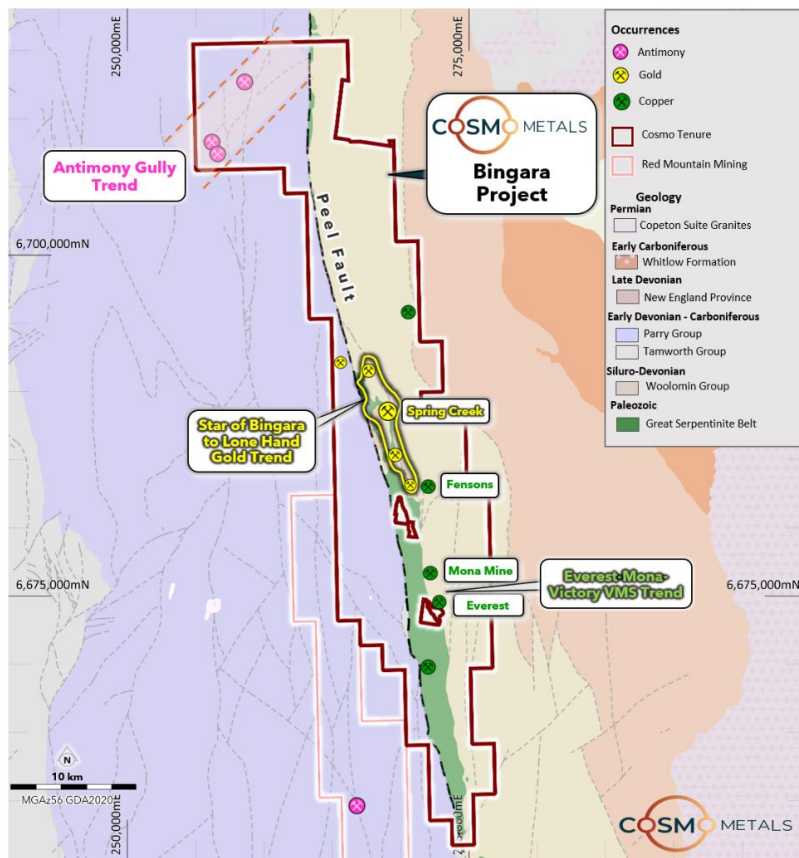 250,000mE
275,000mE
COSMO METALS
Bingara
Project
Antimony Gully
Trend
Peel Fault
6,700,000mN
Star of Bingara
to Lone Hand
Gold Trend
Spring Creek
Fensons
Mona Mine
Everest
Everest-Mona-
Victory VMS Trend
6,675,000mN
6,675,000mN
N
10 km
MGAz56 GDA2020
250,000mE
COSMO METALS
Occurrences
Antimony
Gold
Copper
Cosmo Tenure
Red Mountain Mining
Geology
Permian
Copeton Suite Granites
Early Carboniferous
Whitlow Formation
Late Devonian
New England Province
Early Devonian - Carboniferous
Parry Group
Tamworth Group
Siluro-Devonian
Woolomin Group
Paleozoic
Great Serpentinite Belt